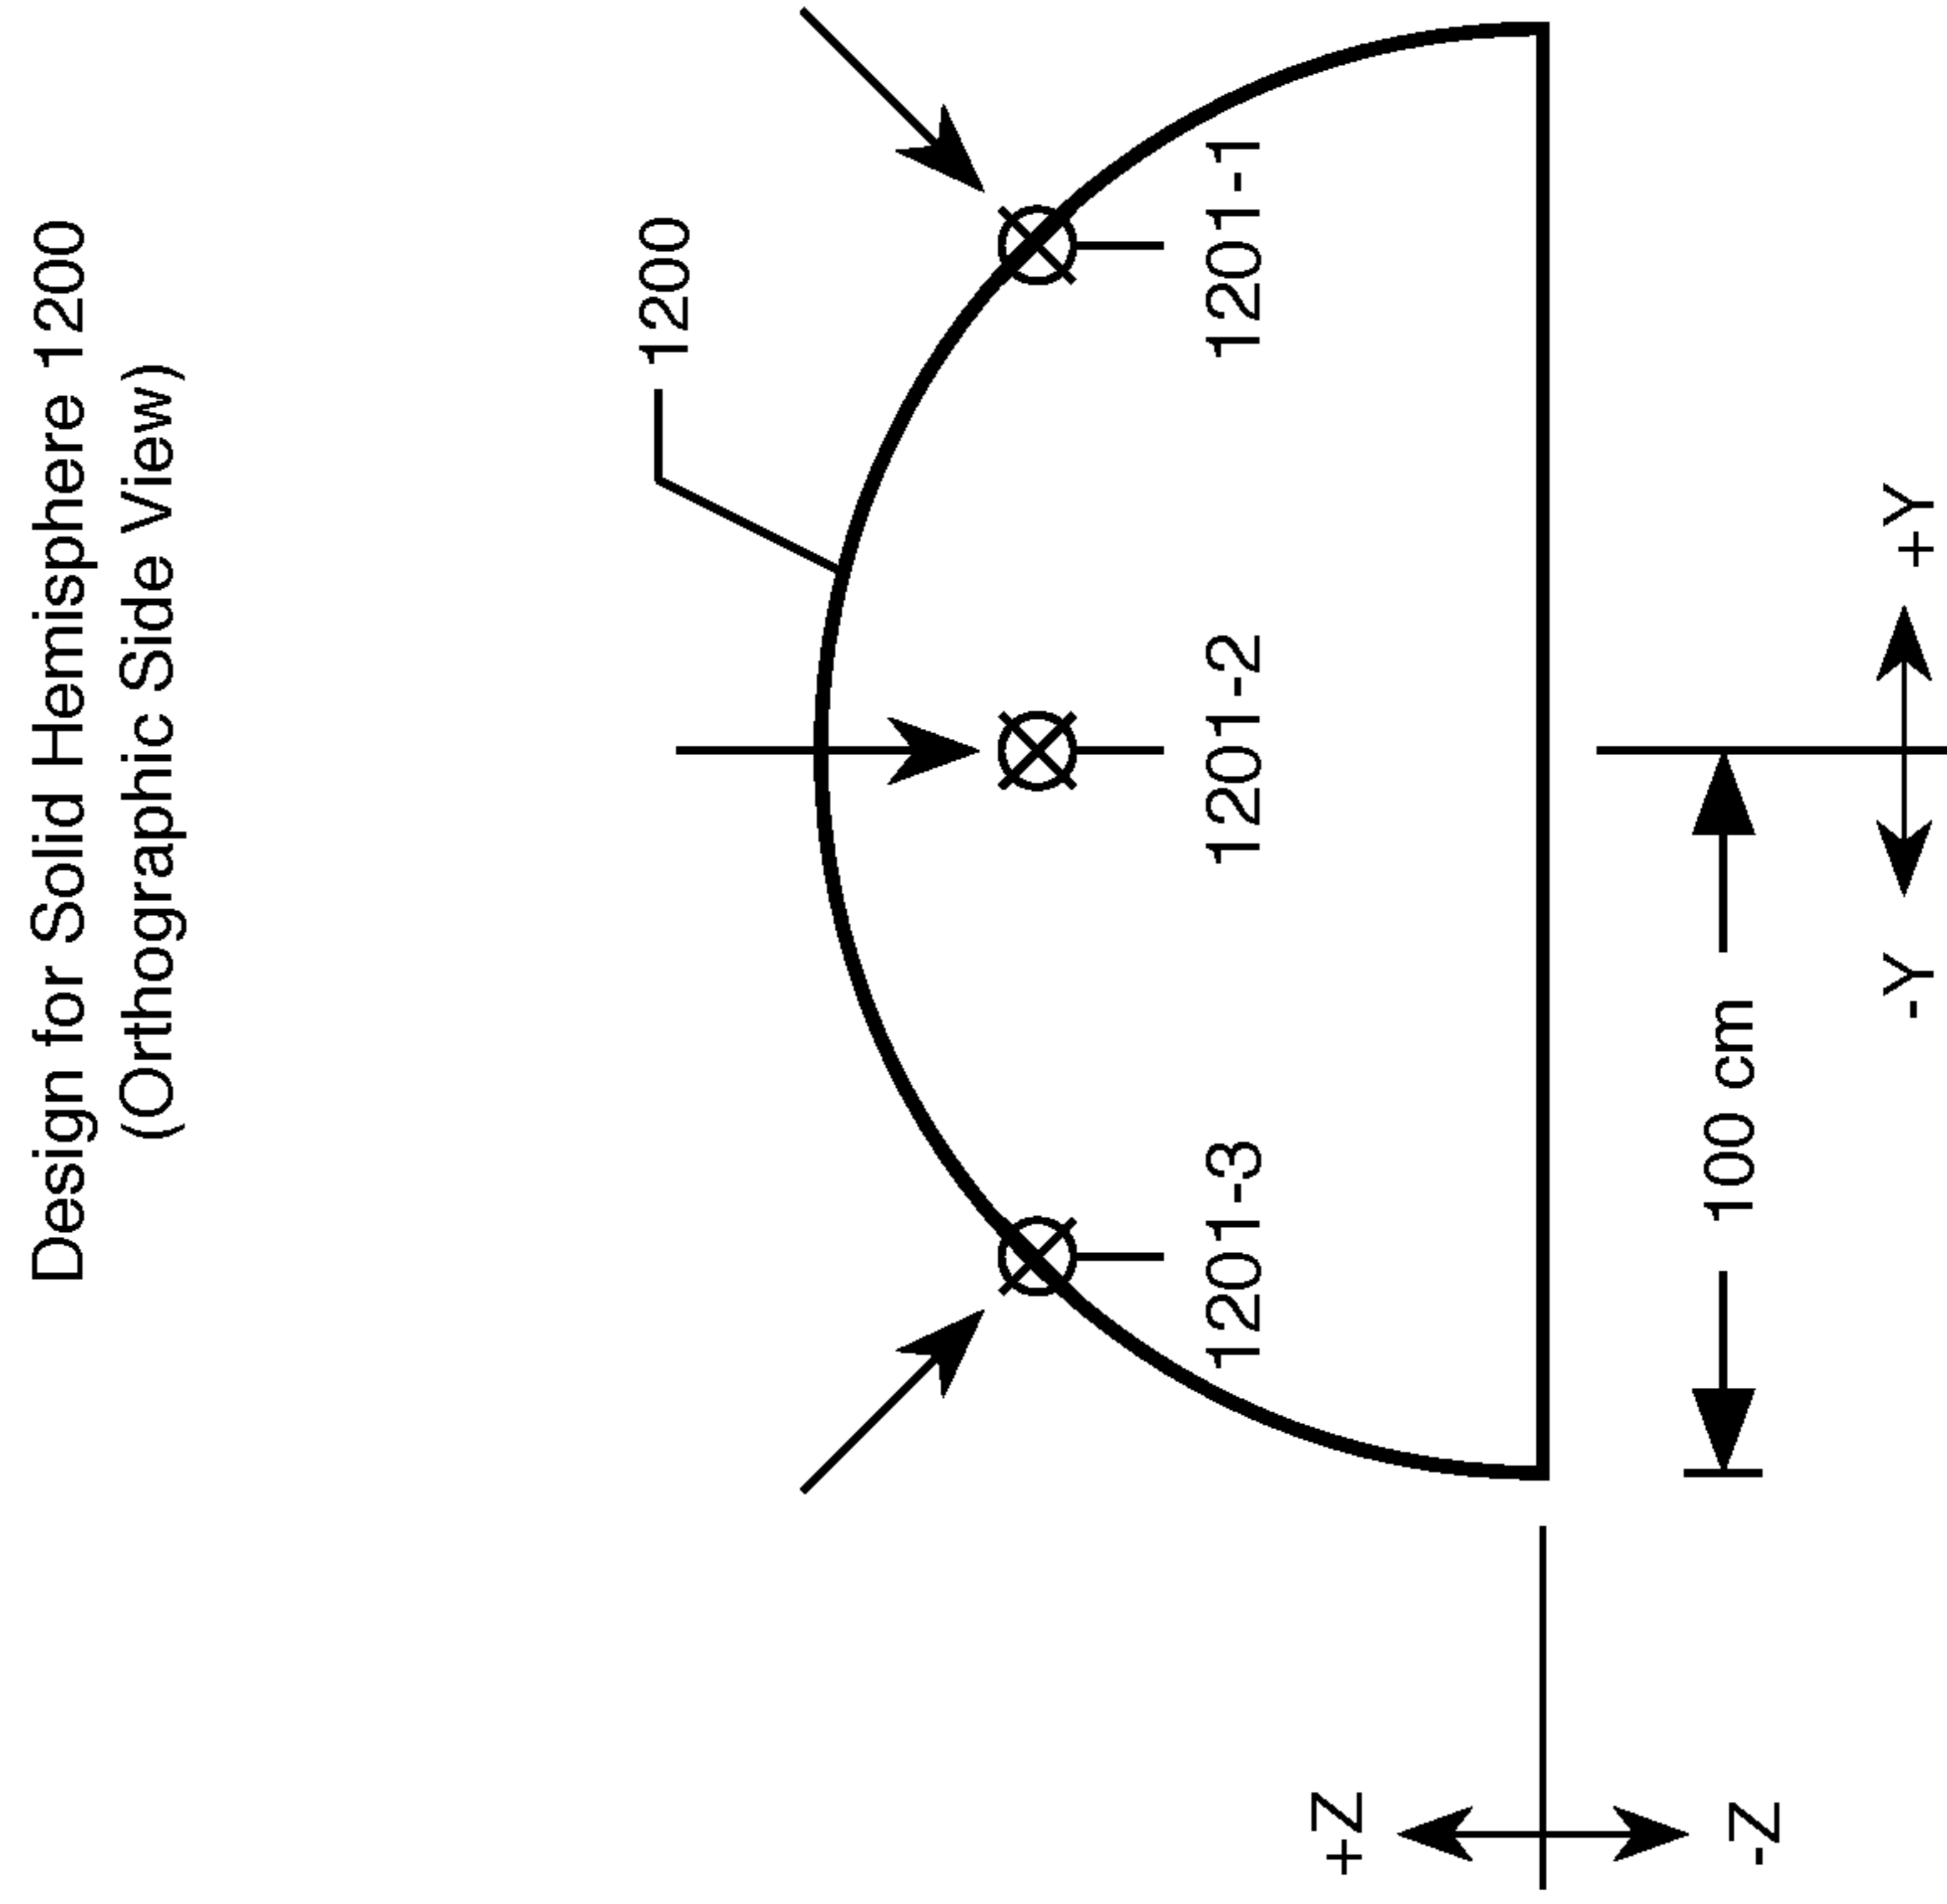 Design for Solid Hemisphere 1200
(Orthographic Side View)
1200
1201-3
1201-2
1201-1
100 cm
+Z
-Z
-Y
+Y